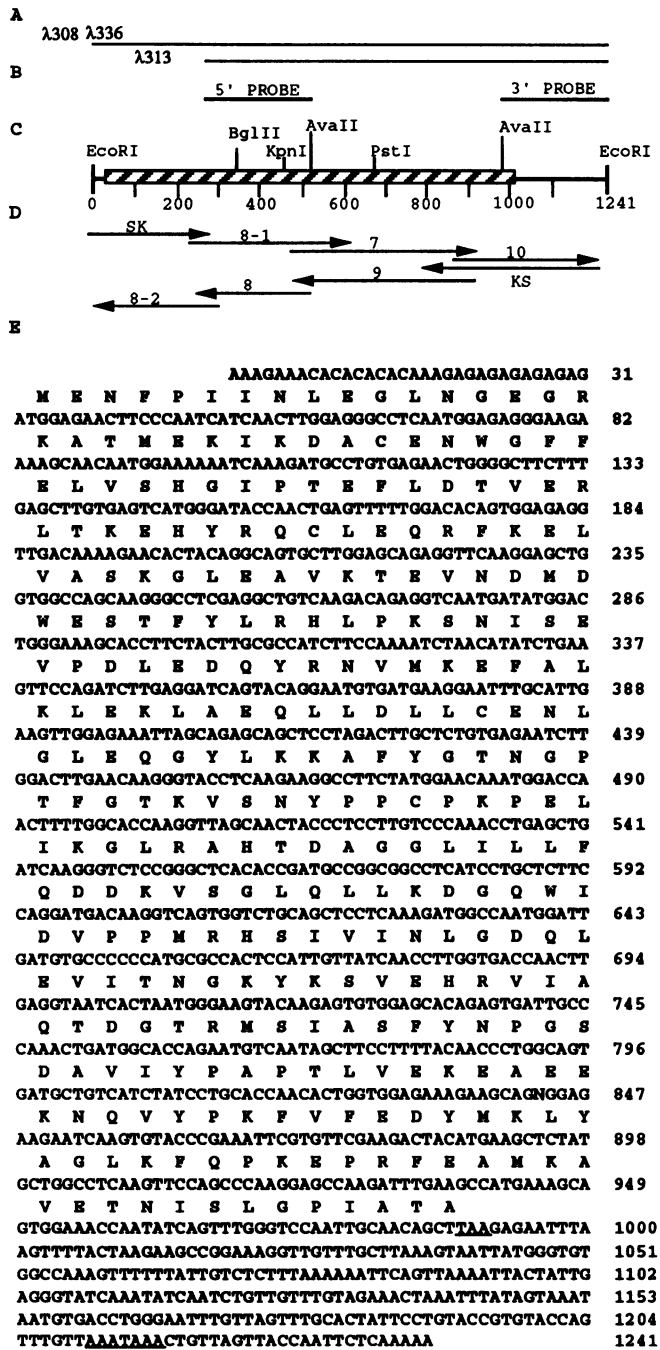 A
λ308 λ336
λ313
B
5' PROBE 3' PROBE
C
BglII AvaII AvaII
EcoRI KpnI PstI EcoRI
0 200 400 600 800 1000 1241
D
SK 8-1 7 10
8-2 8 9 KS
E
AAAGAAACACACACACAAAGAGAGAGAGAGAG 31
M E N F P I I N L E G L N G E G R
ATGGAGAACTTCCCAATCATCAACTTGGAGGGCCTCAATGGAGAGGGAAGA 82
K A T M E K I K D A C E N W G F F
AAAGCAACAATGGAAAAAATCAAAGATGCCTGTGAGAACTGGGGCTTCTTT 133
E L V S H G I P T E F L D T V E R
GAGCTTGTGAGTCATGGGATACCAACTGAGTTTTTGGACACAGTGGAGAGG 184
L T K E H Y R Q C L E Q R F K E L
TTGACAAAAGAACACTACAGGCAGTGCTTGGAGCAGAGGTTCAAGGAGCTG 235
V A S K G L E A V K T E V N D M D
GTGGCCAGCAAGGGCCTCGAGGCTGTCAAGACAGAGGTCAATGATATGGAC 286
W E S T F Y L R H L P K S N I S E
TGGGAAAGCACCTTCTACTTGCGCCATCTTCCAAAATCTAACATATCTGAA 337
V P D L E D Q Y R N V M K E F A L
GTTCCAGATCTTGAGGATCAGTACAGGAATGTGATGAAGGAATTTGCATTG 388
K L E K L A E Q L L D L L C E N L
AAGTTGGAGAAATTAGCAGAGCAGCTCCTAGACTTGCTCTGTGAGAATCTT 439
G L E Q G Y L K K A F Y G T N G P
GGACTTGAACAAGGGTACCTCAAGAAGGCCTTCTATGGAACAAATGGACCA 490
T F G T K V S N Y P P C P K P E L
ACTTTTGGCACCAAGGTTAGCAACTACCCTCCTTGTCCCAAACCTGAGCTG 541
I K G L R A H T D A G G L I L L F
ATCAAGGGTCTCCGGGCTCACACCGATGCCGGCGGCCTCATCCTGCTCTTC 592
Q D D K V S G L Q L L K D G Q W I
CAGGATGACAAGGTCAGTGGTCTGCAGCTCCTCAAAGATGGCCAATGGATT 643
D V P P M R H S I V I N L G D Q L
GATGTGCCCCCCATGCGCCACTCCATTGTTATCAACCTTGGTGACCAACTT 694
E V I T N G K Y K S V E H R V I A
GAGGTAATCACTAATGGGAAGTACAAGAGTGTGGAGCACAGAGTGATTGCC 745
Q T D G T R M S I A S F Y N P G S
CAAACTGATGGCACCAGAATGTCAATAGCTTCCTTTTACAACCCTGGCAGT 796
D A V I Y P A P T L V E K E A E E
GATGCTGTCATCTATCCTGCACCAACACTGGTGGAGAAAGAAGCAGNGGAG 847
K N Q V Y P K F V F E D Y M K L Y
AAGAATCAAGTGTACCCGAAATTCGTGTTCGAAGACTACATGAAGCTCTAT 898
A G L K F Q P K E P R F E A M K A
GCTGGCCTCAAGTTCCAGCCCAAGGAGCCAAGATTTGAAGCCATGAAAGCA 949
V E T N I S L G P I A T A
GTGGAAACCAATATCAGTTTGGGTCCAATTGCAACAGCTTAAGAGAATTTA 1000
AGTTTTACTAAGAAGCCGGAAAGGTTGTTTGCTTAAAGTAATTATGGGTGT 1051
GGCCAAAGTTTTTTATTGTCTCTTTAAAAAATTCAGTTAAAATTACTATTG 1102
AGGGTATCAAATATCAATCTGTTGTTTGTAGAAACTAAATTTATAGTAAAT 1153
AATGTGACCTGGGAATTTGTTAGTTTGCACTATTCCTGTACCGTGTACCAG 1204
TTTGTTAAATAAACTGTTAGTTACCAATTCTCAAAAA 1241